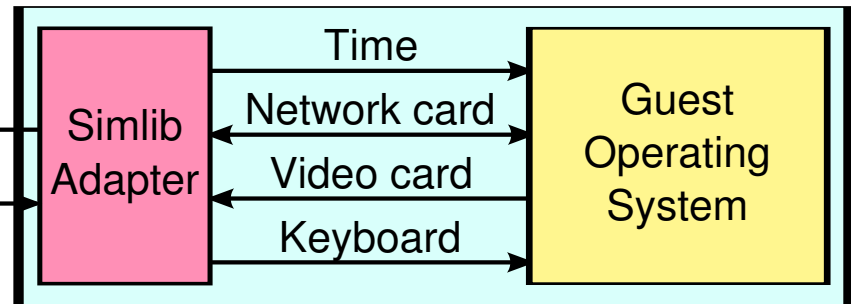 Simlib
Adapter
Time
Network card
Video card
Keyboard
Guest
Operating
System